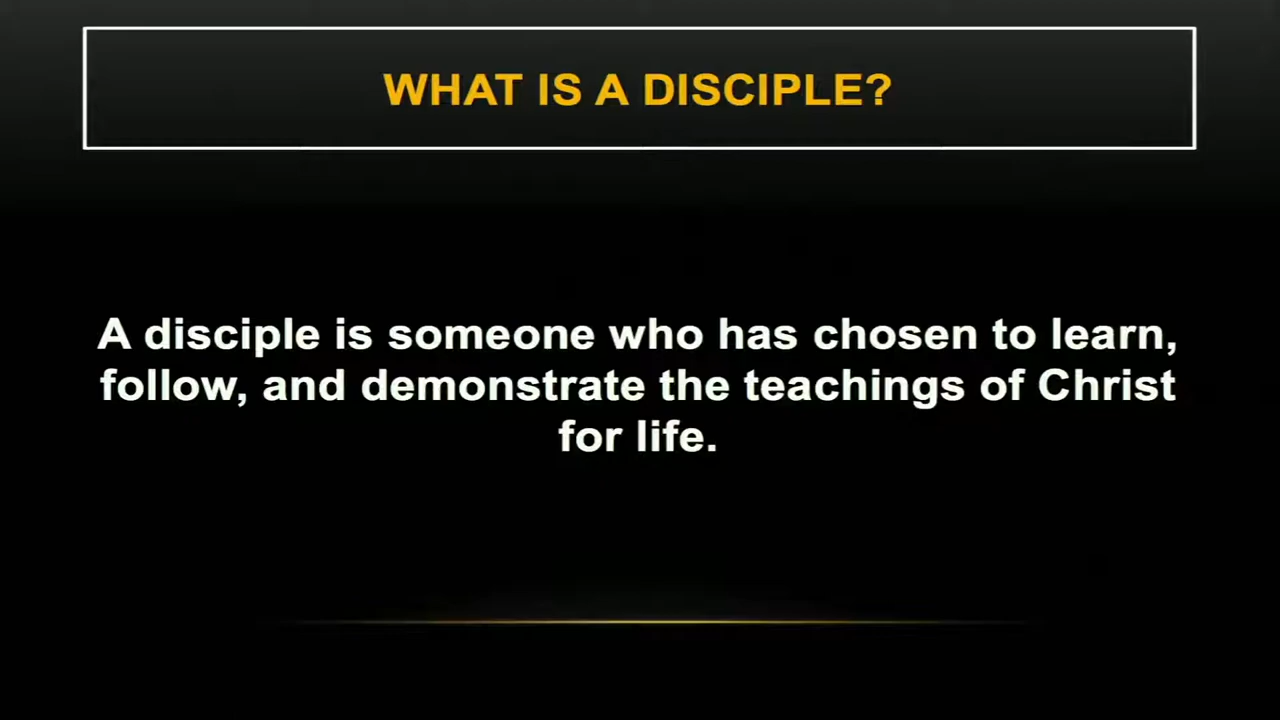 WHAT IS A DISCIPLE?
A disciple is someone who has chosen to learn,
follow, and demonstrate the teachings of Christ
for life.